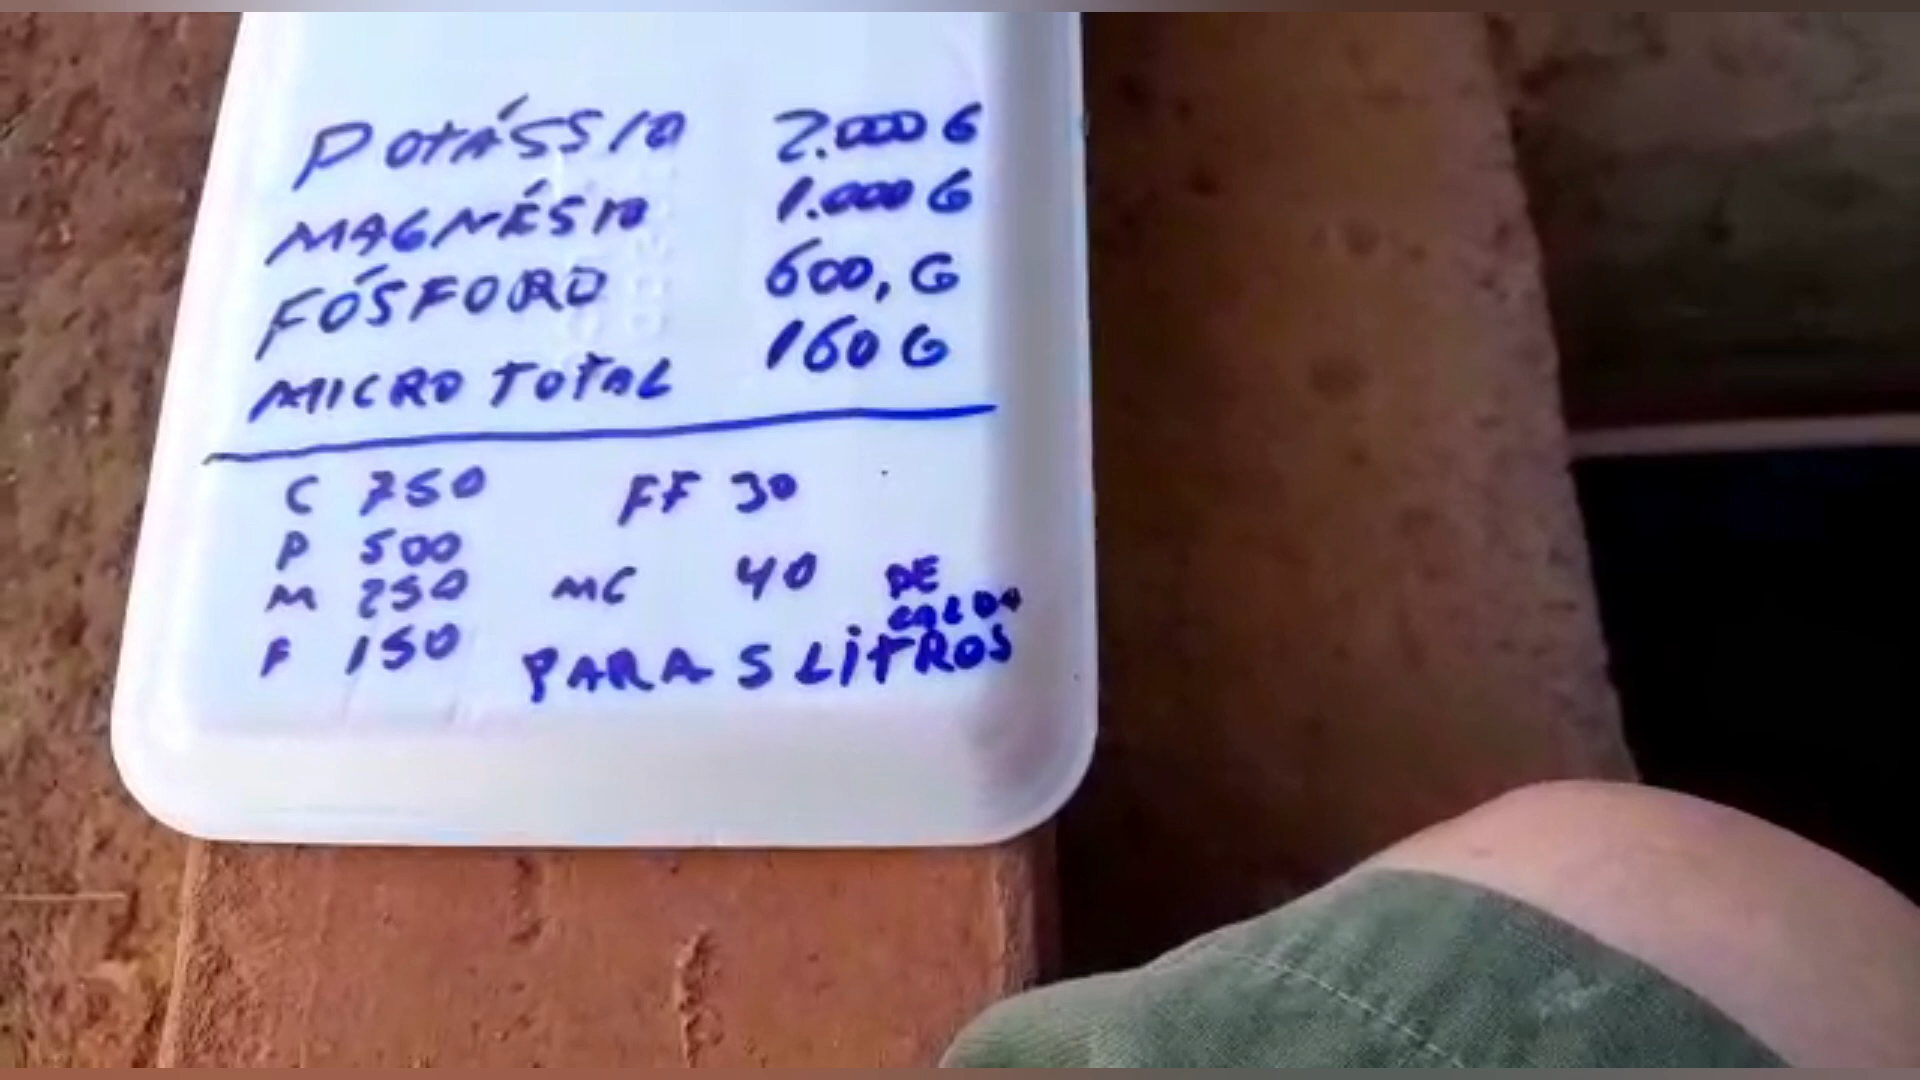 POTÁSSIO 2.000 G
MAGNÉSIO 1.000 G
FÓSFORO 600, G
MICRO TOTAL 160 G
C 750 FF 30
P 500
M 250 MC 40 DE
CALDA
F 150 PARA 5 LiTROS